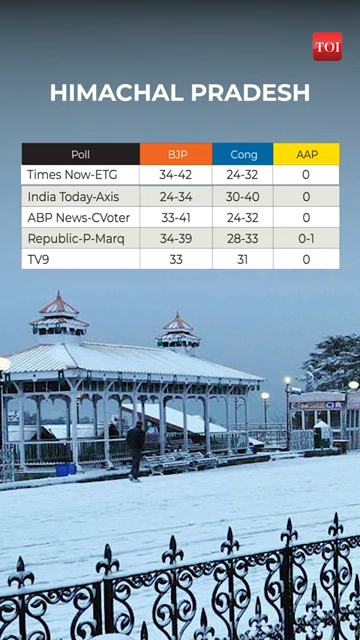 TOI
HIMACHAL PRADESH
Poll BJP Cong AAP
Times Now-ETG 34-42 24-32 0
India Today-Axis 24-34 30-40 0
ABP News-CVoter 33-41 24-32 0
Republic-P-Marq 34-39 28-33 0-1
TV9 33 31 0